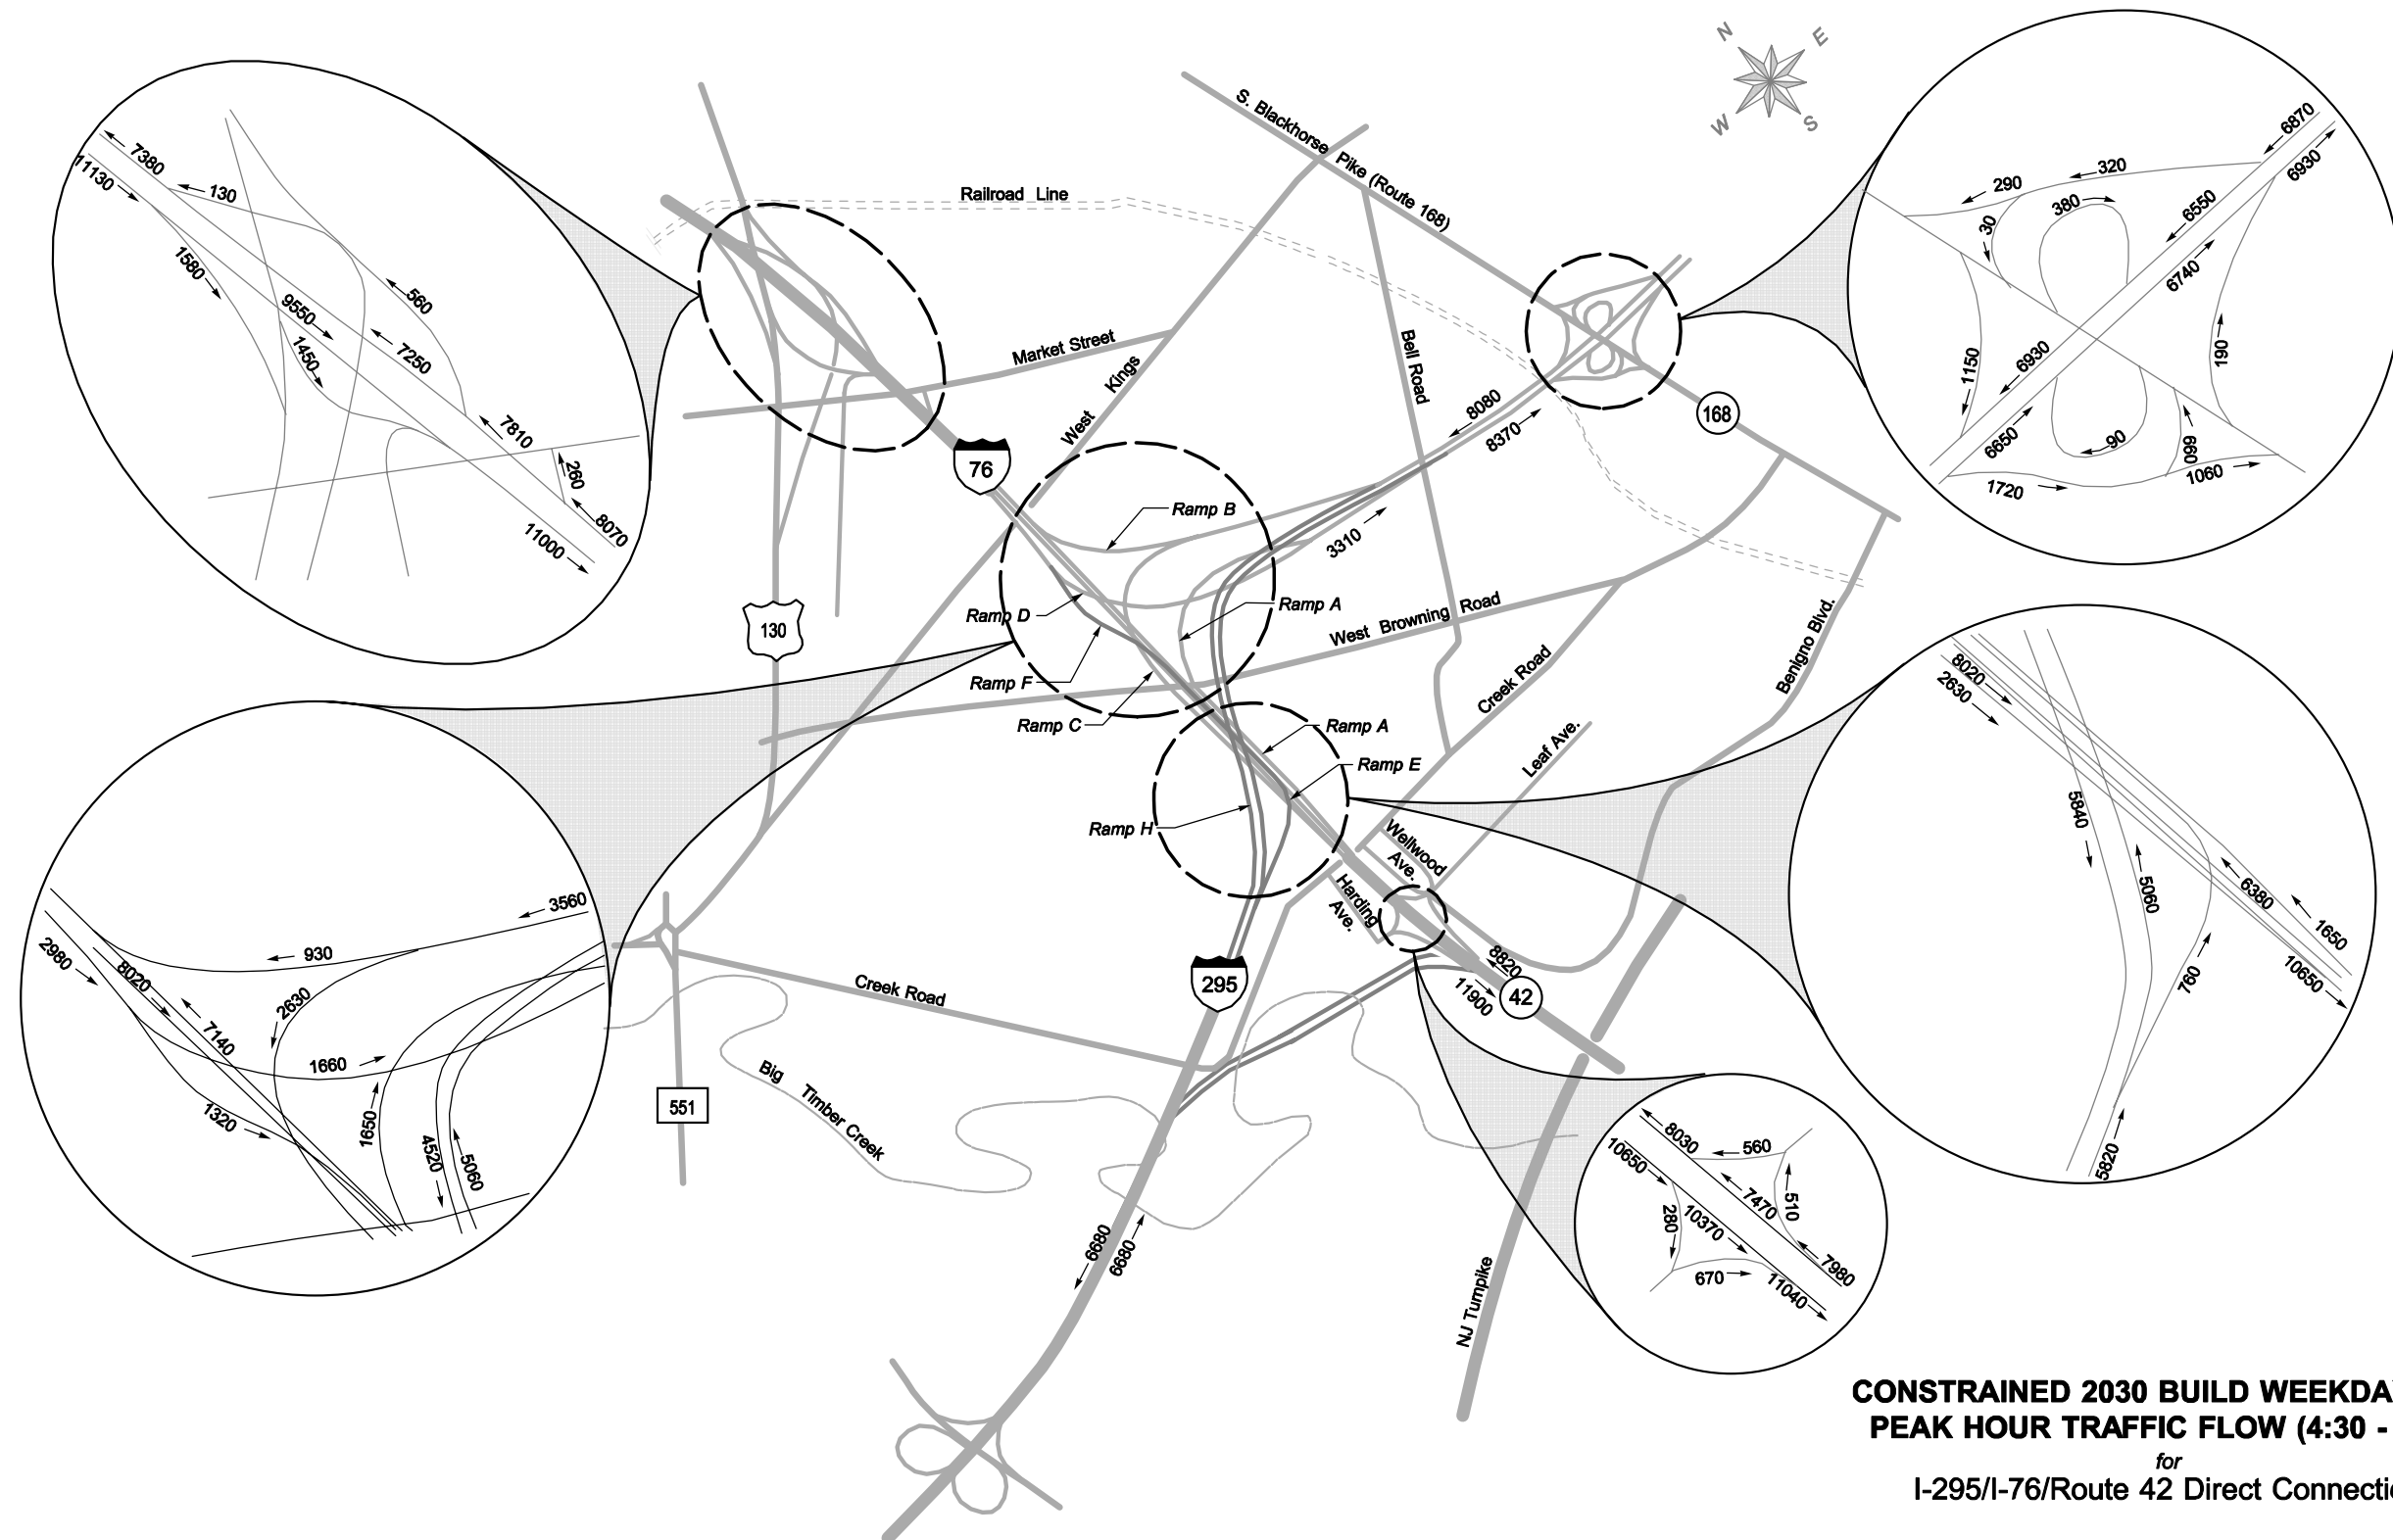 N
E
W
S
S. Blackhorse Pike (Route 168)
Railroad Line
Market Street
West Kings
Bell Road
168
76
130
Ramp B
Ramp D
Ramp A
Ramp F
Ramp C
West Browning Road
Creek Road
Benigno Blvd.
Leaf Ave.
Ramp A
Ramp E
Ramp H
Wellwood
Ave.
Harding
Ave.
8080
8370
3310
8820
11900
42
295
Creek Road
551
Big Timber Creek
6680
6680
NJ Turnpike
7380
11130
130
1580
560
9550
1450
7250
7810
260
8070
11000
6870
6930
320
290
380
30
6550
6740
1150
6930
190
6650
90
660
1060
1720
3560
930
2980
8020
2630
7140
1660
1320
1650
4520
5060
8020
2630
5840
5060
6380
1650
10650
760
5820
8030
10650
560
7470
510
280
10370
7980
670
11040
CONSTRAINED 2030 BUILD WEEKDA
PEAK HOUR TRAFFIC FLOW (4:30 -
for
I-295/I-76/Route 42 Direct Connecti